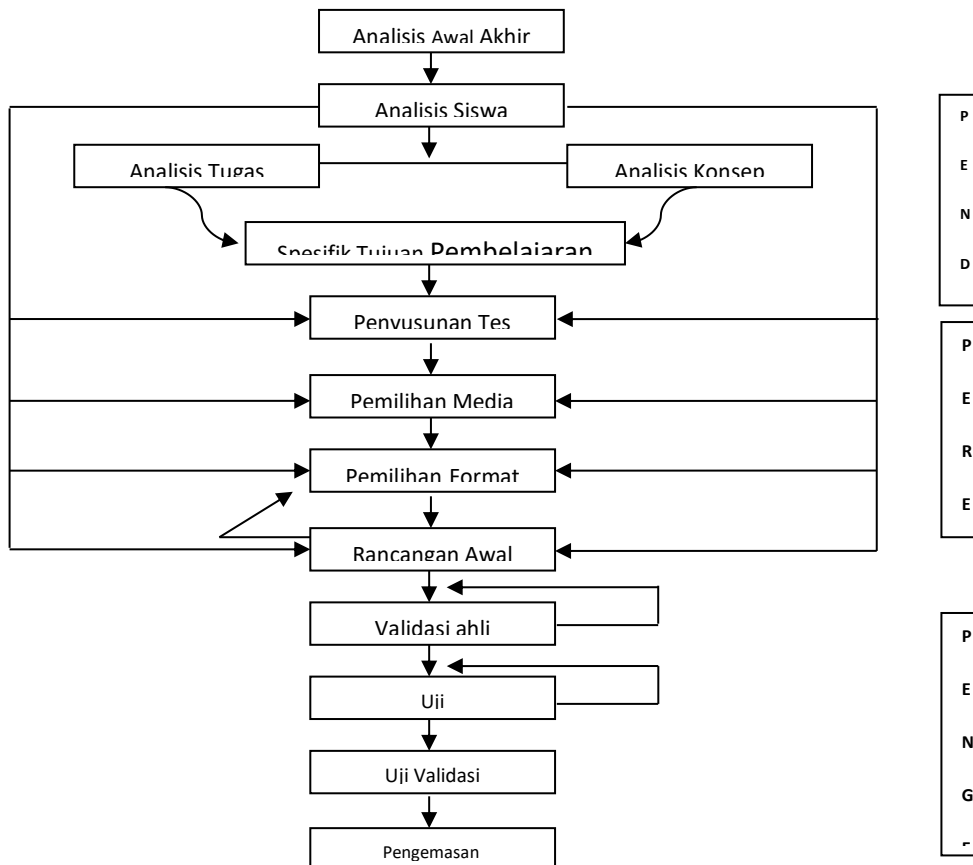 Analisis Awal Akhir
Analisis Siswa
Analisis Tugas
Analisis Konsep
Spesifik Tujuan Pembelajaran
Penyusunan Tes
Pemilihan Media
Pemilihan Format
Rancangan Awal
Validasi ahli
Uji
Uji Validasi
Pengemasan
P
E
N
D
P
E
R
E
P
E
N
G